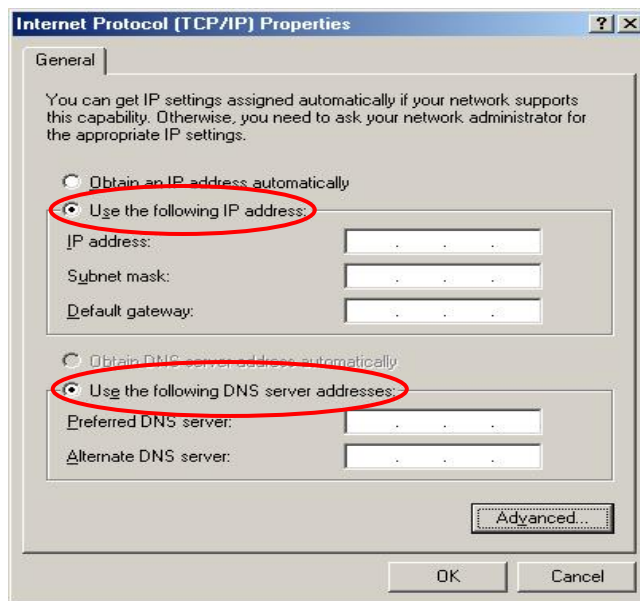 Internet Protocol (TCP/IP) Properties
General
You can get IP settings assigned automatically if your network supports
this capability. Otherwise, you need to ask your network administrator for
the appropriate IP settings.
Obtain an IP address automatically
Use the following IP address:
IP address:
Subnet mask:
Default gateway:
Obtain DNS server address automatically
Use the following DNS server addresses:
Preferred DNS server:
Alternate DNS server:
Advanced...
OK Cancel